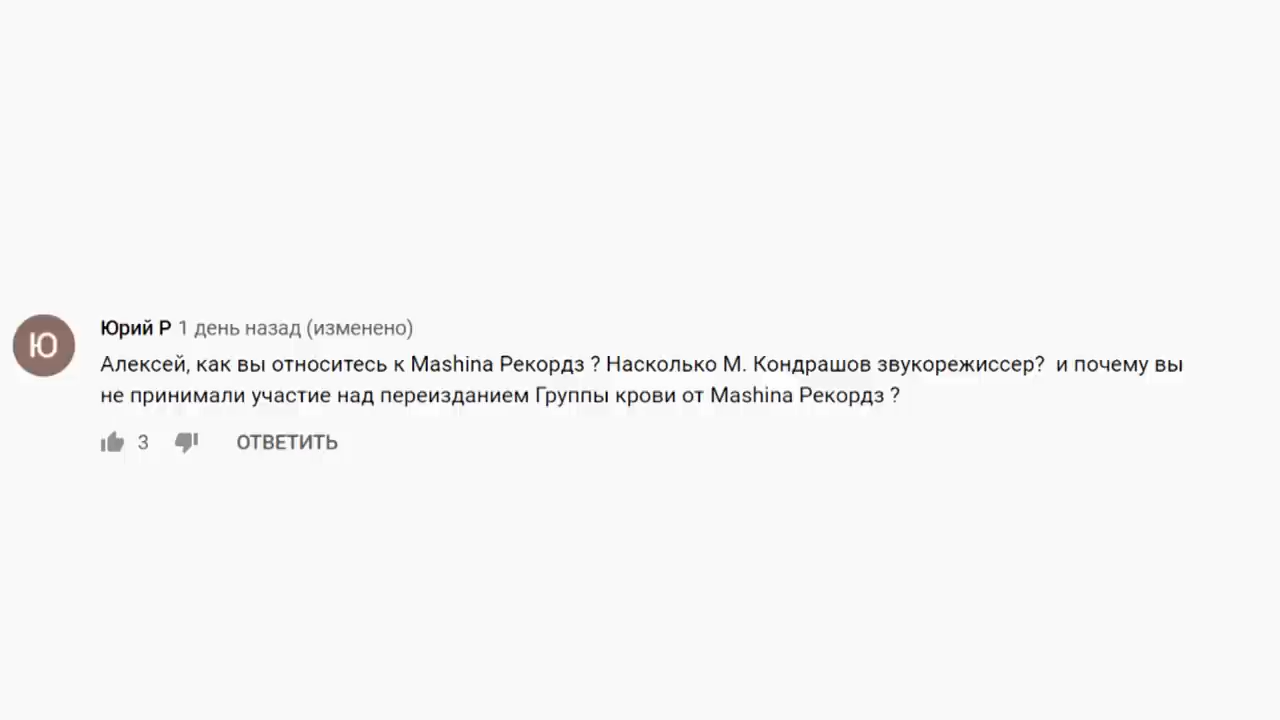 Ю
Юрий Р 1 день назад (изменено)
Алексей, как вы относитесь к Mashina Рекордз ? Насколько М. Кондрашов звукорежиссер?  и почему вы
не принимали участие над переизданием Группы крови от Mashina Рекордз ?
3 ОТВЕТИТЬ